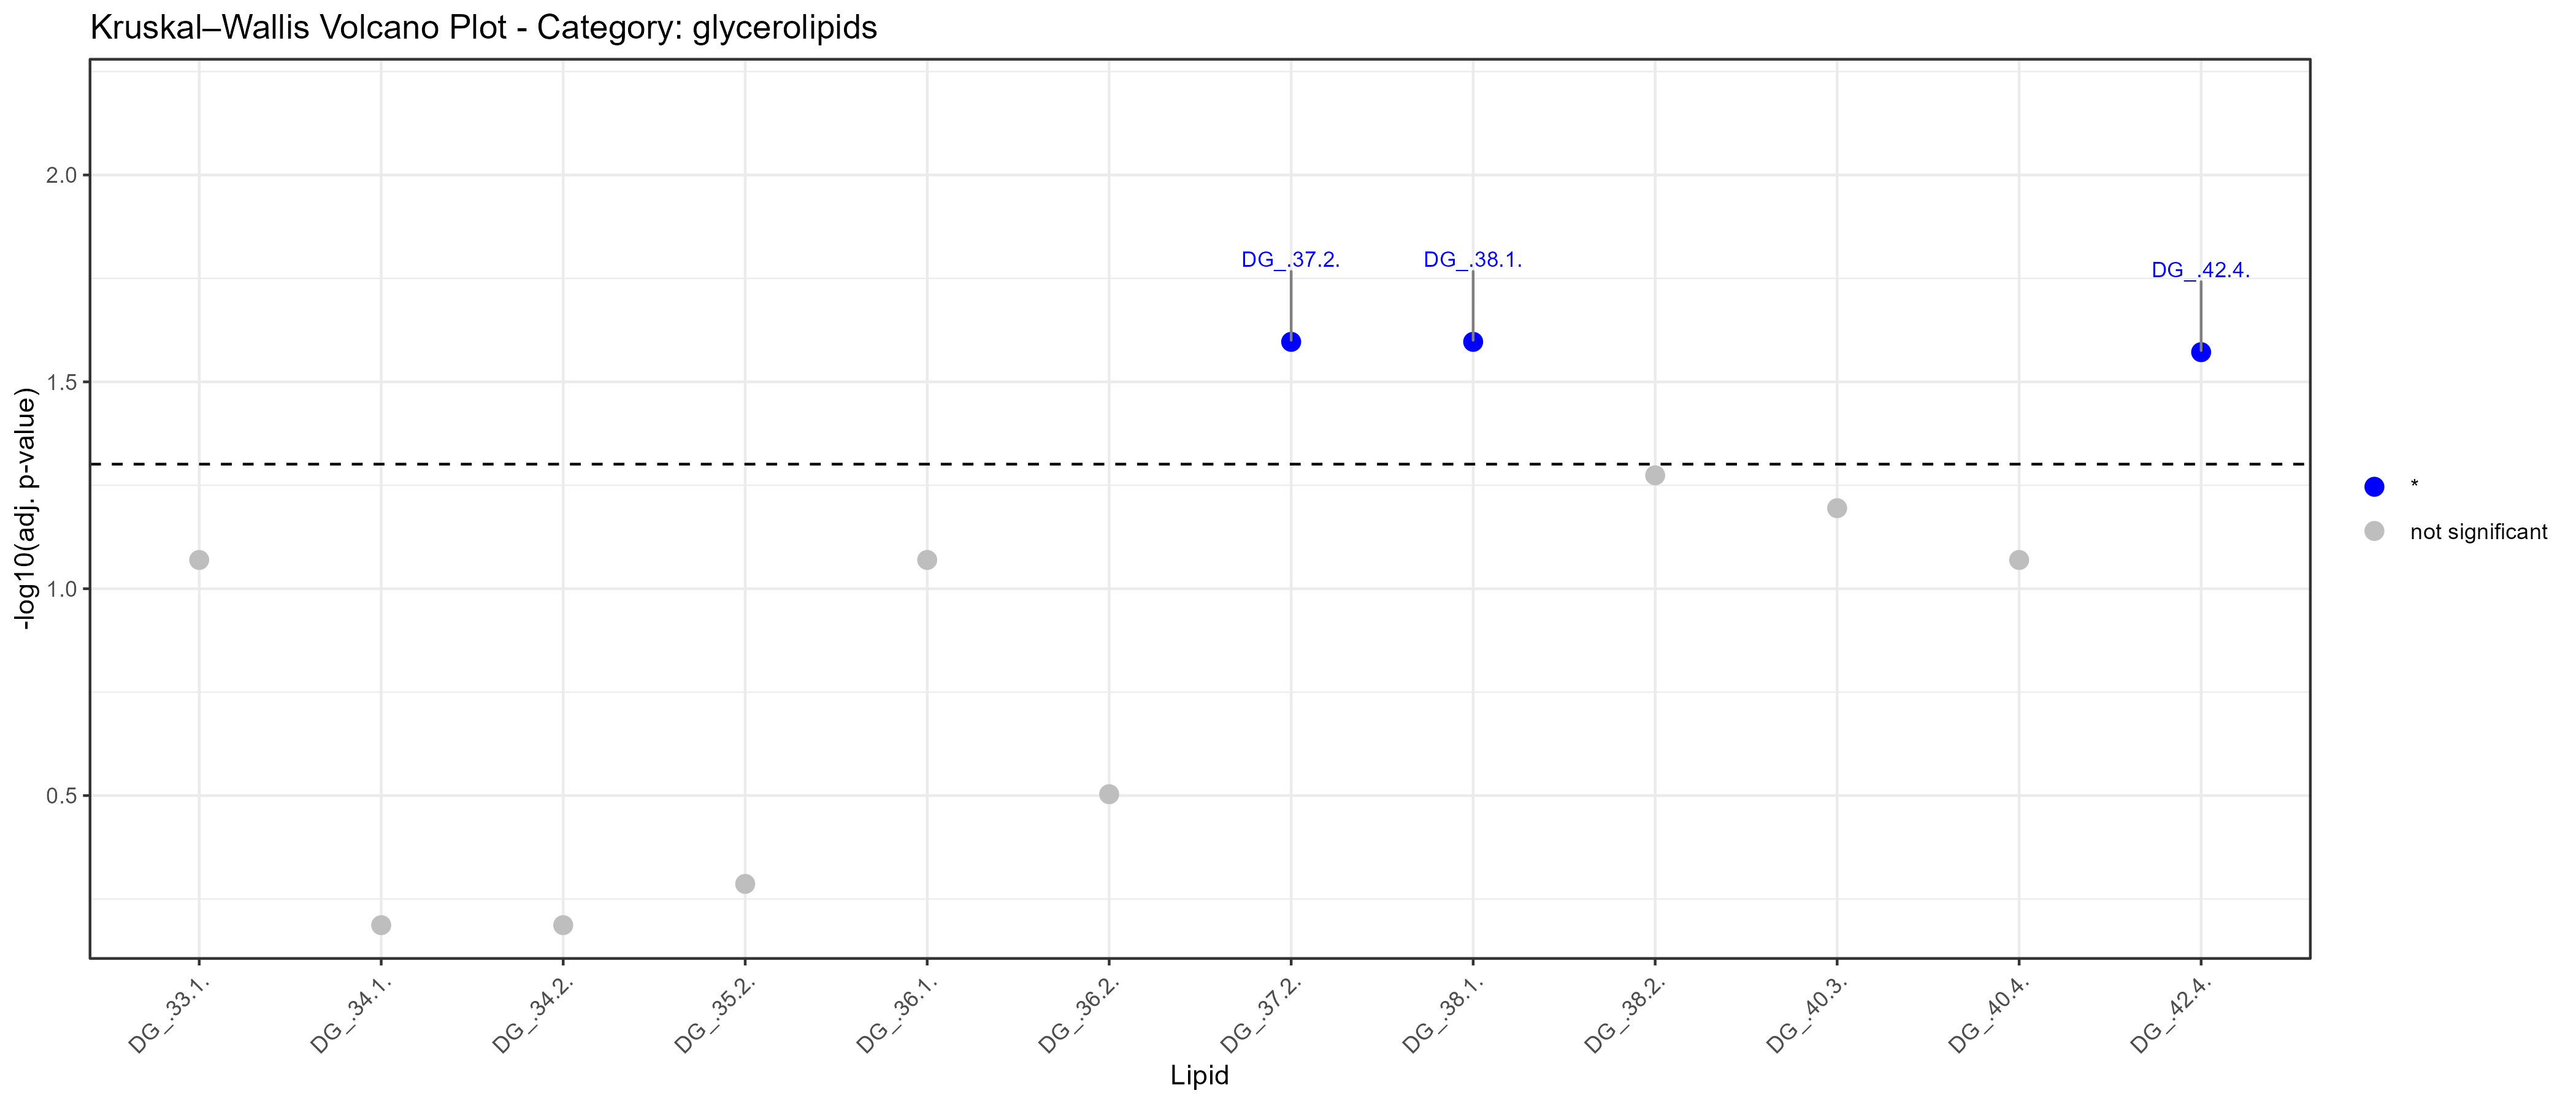 Kruskal–Wallis Volcano Plot - Category: glycerolipids
-log10(adj. p-value)
2.0
1.5
1.0
0.5
DG_.37.2.
DG_.38.1.
DG_.42.4.
*
not significant
DG_.33.1.
DG_.34.1.
DG_.34.2.
DG_.35.2.
DG_.36.1.
DG_.36.2.
DG_.37.2.
DG_.38.1.
DG_.38.2.
DG_.40.3.
DG_.40.4.
DG_.42.4.
Lipid